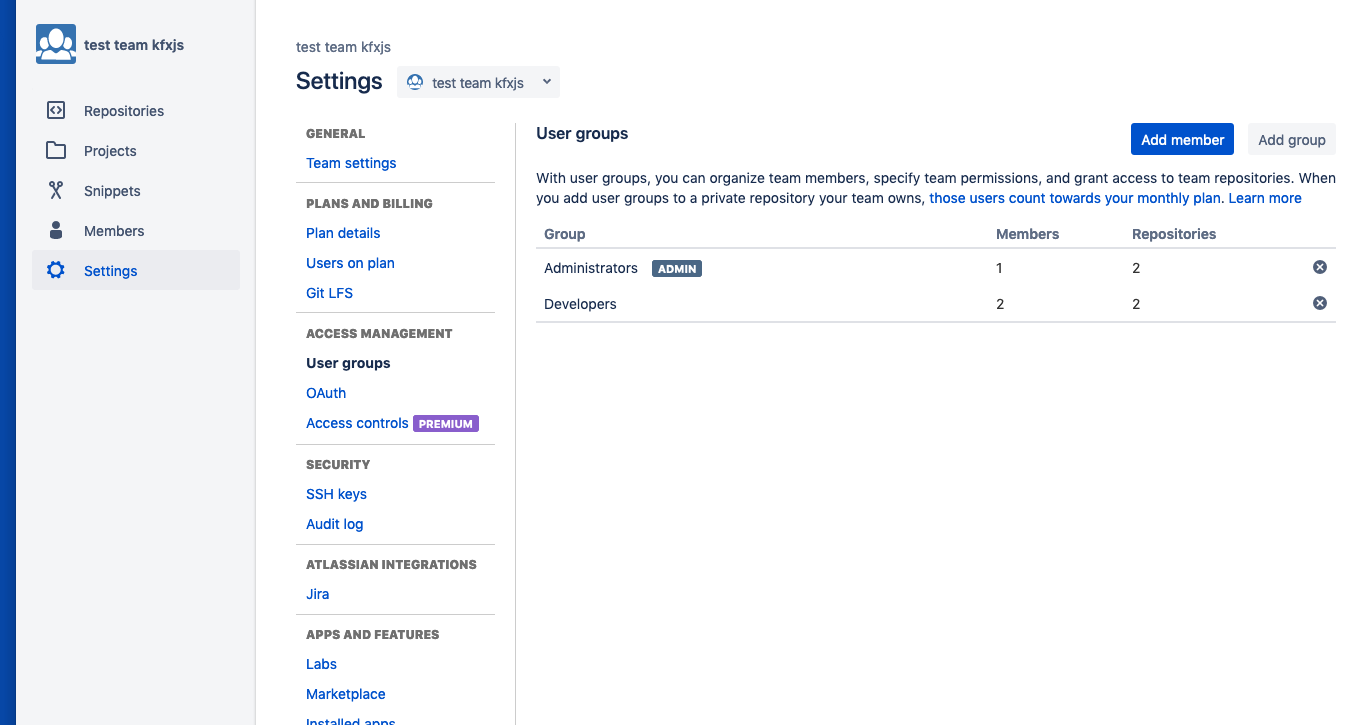 test team kfxjs
Repositories
Projects
Snippets
Members
Settings
test team kfxjs
Settings
test team kfxjs
GENERAL
Team settings
PLANS AND BILLING
Plan details
Users on plan
Git LFS
ACCESS MANAGEMENT
User groups
OAuth
Access controls PREMIUM
SECURITY
SSH keys
Audit log
ATLASSIAN INTEGRATIONS
Jira
APPS AND FEATURES
Labs
Marketplace
Installed apps
User groups
Add member
Add group
With user groups, you can organize team members, specify team permissions, and grant access to team repositories. When
you add user groups to a private repository your team owns, those users count towards your monthly plan. Learn more
Group Members Repositories
Administrators ADMIN 1 2
Developers 2 2